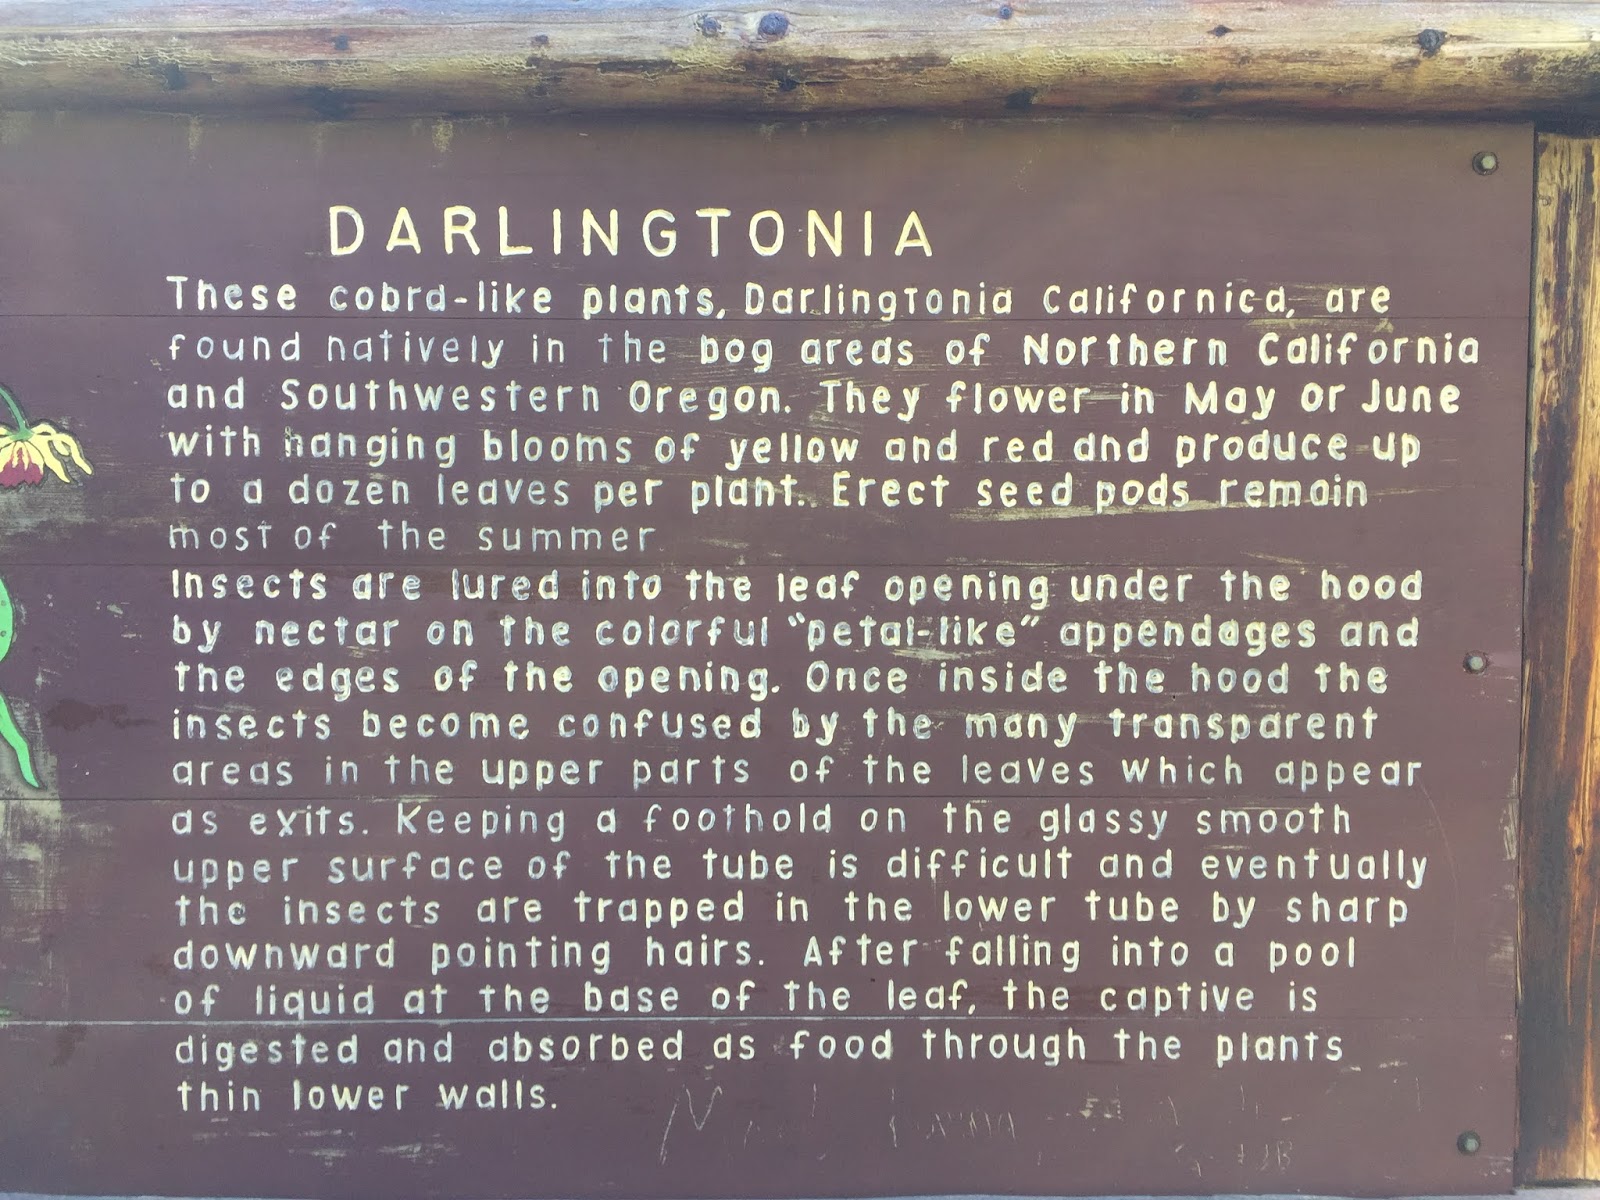 DARLINGTONIA
These cobra-like plants, Darlingtonia Californica, are
found natively in the bog areas of Northern California
and Southwestern Oregon. They flower in May or June
with hanging blooms of yellow and red and produce up
to a dozen leaves per plant. Erect seed pods remain
most of the summer
Insects are lured into the leaf opening under the hood
by nectar on the colorful "petal-like" appendages and
the edges of the opening. Once inside the hood the
insects become confused by the many transparent
areas in the upper parts of the leaves which appear
as exits. Keeping a foothold on the glassy smooth
upper surface of the tube is difficult and eventually
the insects are trapped in the lower tube by sharp
downward pointing hairs. After falling into a pool
of liquid at the base of the leaf, the captive is
digested and absorbed as food through the plants
thin lower walls.